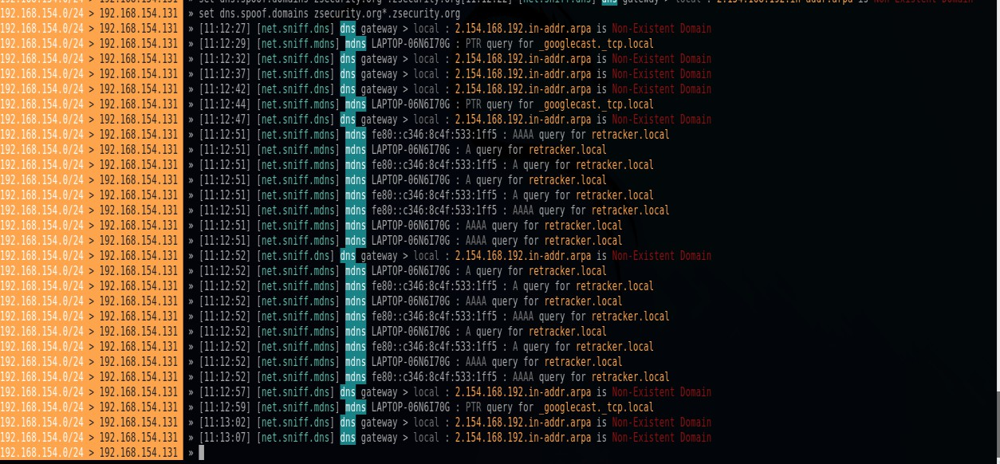 192.168.154.0/24 > 192.168.154.131 » set dns.spoof.domains zsecurity.org*.zsecurity.org
192.168.154.0/24 > 192.168.154.131 » [11:12:27] [net.sniff.dns] dns gateway > local : 2.154.168.192.in-addr.arpa is Non-Existent Domain
192.168.154.0/24 > 192.168.154.131 » [11:12:29] [net.sniff.mdns] mdns LAPTOP-06N6I70G : PTR query for _googlecast._tcp.local
192.168.154.0/24 > 192.168.154.131 » [11:12:32] [net.sniff.dns] dns gateway > local : 2.154.168.192.in-addr.arpa is Non-Existent Domain
192.168.154.0/24 > 192.168.154.131 » [11:12:37] [net.sniff.dns] dns gateway > local : 2.154.168.192.in-addr.arpa is Non-Existent Domain
192.168.154.0/24 > 192.168.154.131 » [11:12:42] [net.sniff.dns] dns gateway > local : 2.154.168.192.in-addr.arpa is Non-Existent Domain
192.168.154.0/24 > 192.168.154.131 » [11:12:44] [net.sniff.mdns] mdns LAPTOP-06N6I70G : PTR query for _googlecast._tcp.local
192.168.154.0/24 > 192.168.154.131 » [11:12:47] [net.sniff.dns] dns gateway > local : 2.154.168.192.in-addr.arpa is Non-Existent Domain
192.168.154.0/24 > 192.168.154.131 » [11:12:51] [net.sniff.mdns] mdns fe80::c346:8c4f:533:1ff5 : AAAA query for retracker.local
192.168.154.0/24 > 192.168.154.131 » [11:12:51] [net.sniff.mdns] mdns LAPTOP-06N6I70G : A query for retracker.local
192.168.154.0/24 > 192.168.154.131 » [11:12:51] [net.sniff.mdns] mdns fe80::c346:8c4f:533:1ff5 : A query for retracker.local
192.168.154.0/24 > 192.168.154.131 » [11:12:51] [net.sniff.mdns] mdns LAPTOP-06N6I70G : A query for retracker.local
192.168.154.0/24 > 192.168.154.131 » [11:12:51] [net.sniff.mdns] mdns fe80::c346:8c4f:533:1ff5 : A query for retracker.local
192.168.154.0/24 > 192.168.154.131 » [11:12:51] [net.sniff.mdns] mdns fe80::c346:8c4f:533:1ff5 : AAAA query for retracker.local
192.168.154.0/24 > 192.168.154.131 » [11:12:51] [net.sniff.mdns] mdns LAPTOP-06N6I70G : AAAA query for retracker.local
192.168.154.0/24 > 192.168.154.131 » [11:12:51] [net.sniff.mdns] mdns LAPTOP-06N6I70G : AAAA query for retracker.local
192.168.154.0/24 > 192.168.154.131 » [11:12:52] [net.sniff.dns] dns gateway > local : 2.154.168.192.in-addr.arpa is Non-Existent Domain
192.168.154.0/24 > 192.168.154.131 » [11:12:52] [net.sniff.mdns] mdns LAPTOP-06N6I70G : A query for retracker.local
192.168.154.0/24 > 192.168.154.131 » [11:12:52] [net.sniff.mdns] mdns fe80::c346:8c4f:533:1ff5 : A query for retracker.local
192.168.154.0/24 > 192.168.154.131 » [11:12:52] [net.sniff.mdns] mdns LAPTOP-06N6I70G : AAAA query for retracker.local
192.168.154.0/24 > 192.168.154.131 » [11:12:52] [net.sniff.mdns] mdns fe80::c346:8c4f:533:1ff5 : AAAA query for retracker.local
192.168.154.0/24 > 192.168.154.131 » [11:12:52] [net.sniff.mdns] mdns LAPTOP-06N6I70G : A query for retracker.local
192.168.154.0/24 > 192.168.154.131 » [11:12:52] [net.sniff.mdns] mdns fe80::c346:8c4f:533:1ff5 : A query for retracker.local
192.168.154.0/24 > 192.168.154.131 » [11:12:52] [net.sniff.mdns] mdns LAPTOP-06N6I70G : AAAA query for retracker.local
192.168.154.0/24 > 192.168.154.131 » [11:12:52] [net.sniff.mdns] mdns fe80::c346:8c4f:533:1ff5 : AAAA query for retracker.local
192.168.154.0/24 > 192.168.154.131 » [11:12:57] [net.sniff.dns] dns gateway > local : 2.154.168.192.in-addr.arpa is Non-Existent Domain
192.168.154.0/24 > 192.168.154.131 » [11:12:59] [net.sniff.mdns] mdns LAPTOP-06N6I70G : PTR query for _googlecast._tcp.local
192.168.154.0/24 > 192.168.154.131 » [11:13:02] [net.sniff.dns] dns gateway > local : 2.154.168.192.in-addr.arpa is Non-Existent Domain
192.168.154.0/24 > 192.168.154.131 » [11:13:07] [net.sniff.dns] dns gateway > local : 2.154.168.192.in-addr.arpa is Non-Existent Domain
192.168.154.0/24 > 192.168.154.131 »